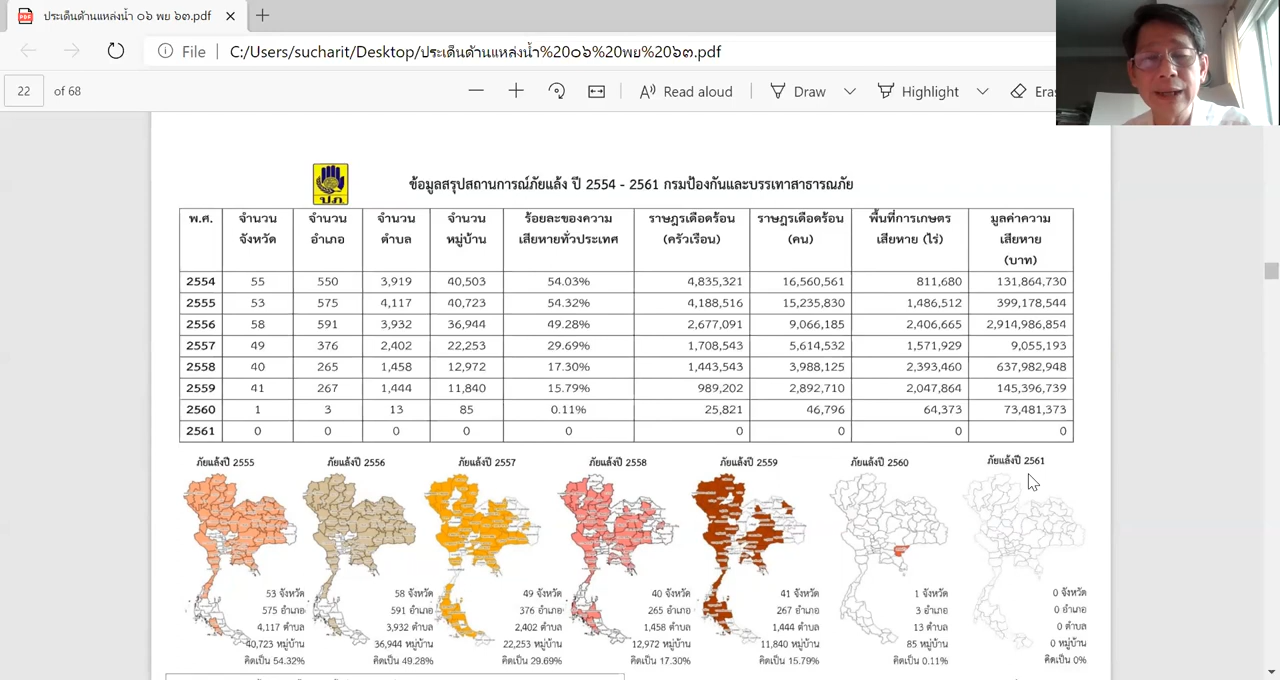 ประเด็นด้านแหล่งน้ำ ๐๖ พย ๖๓.pdf
File
C:/Users/sucharit/Desktop/ประเด็นด้านแหล่งน้ำ%20๐๖%20พย%20๖๓.pdf
22 of 68
Read aloud Draw Highlight
ปภ.
ข้อมูลสรุปสถานการณ์ภัยแล้ง ปี 2554 - 2561 กรมป้องกันและบรรเทาสาธารณภัย
พ.ศ. จำนวนจังหวัด จำนวนอำเภอ จำนวนตำบล จำนวนหมู่บ้าน ร้อยละของความเสียหายทั่วประเทศ ราษฎรเดือดร้อน (ครัวเรือน) ราษฎรเดือดร้อน (คน) พื้นที่การเกษตรเสียหาย (ไร่) มูลค่าความเสียหาย (บาท)
2554 55 550 3,919 40,503 54.03% 4,835,321 16,560,561 811,680 131,864,730
2555 53 575 4,117 40,723 54.32% 4,188,516 15,235,830 1,486,512 399,178,544
2556 58 591 3,932 36,944 49.28% 2,677,091 9,066,185 2,406,665 2,914,986,854
2557 49 376 2,402 22,253 29.69% 1,708,543 5,614,532 1,571,929 9,055,193
2558 40 265 1,458 12,972 17.30% 1,443,543 3,988,125 2,393,460 637,982,948
2559 41 267 1,444 11,840 15.79% 989,202 2,892,710 2,047,864 145,396,739
2560 1 3 13 85 0.11% 25,821 46,796 64,373 73,481,373
2561 0 0 0 0 0 0 0 0 0
ภัยแล้งปี 2555 ภัยแล้งปี 2556 ภัยแล้งปี 2557 ภัยแล้งปี 2558 ภัยแล้งปี 2559 ภัยแล้งปี 2560 ภัยแล้งปี 2561
53 จังหวัด 58 จังหวัด 49 จังหวัด 40 จังหวัด 41 จังหวัด 1 จังหวัด 0 จังหวัด
575 อำเภอ 591 อำเภอ 376 อำเภอ 265 อำเภอ 267 อำเภอ 3 อำเภอ 0 อำเภอ
4,117 ตำบล 3,932 ตำบล 2,402 ตำบล 1,458 ตำบล 1,444 ตำบล 13 ตำบล 0 ตำบล
40,723 หมู่บ้าน 36,944 หมู่บ้าน 22,253 หมู่บ้าน 12,972 หมู่บ้าน 11,840 หมู่บ้าน 85 หมู่บ้าน 0 หมู่บ้าน
คิดเป็น 54.32% คิดเป็น 49.28% คิดเป็น 29.69% คิดเป็น 17.30% คิดเป็น 15.79% คิดเป็น 0.11% คิดเป็น 0%